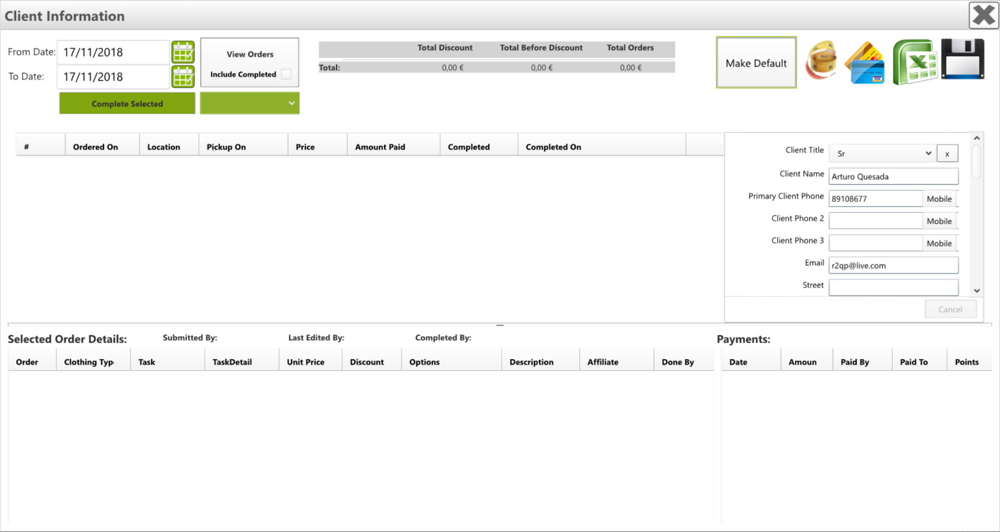 Client Information
From Date: 17/11/2018
To Date: 17/11/2018
View Orders
Include Completed
Complete Selected
Total Discount Total Before Discount Total Orders
Total: 0,00 € 0,00 € 0,00 €
Make Default
VISA
# Ordered On Location Pickup On Price Amount Paid Completed Completed On
Client Title Sr x
Client Name Arturo Quesada
Primary Client Phone 89108677 Mobile
Client Phone 2 Mobile
Client Phone 3 Mobile
Email r2qp@live.com
Street
Cancel
Selected Order Details: Submitted By: Last Edited By: Completed By:
Order Clothing Typ Task TaskDetail Unit Price Discount Options Description Affiliate Done By
Payments:
Date Amoun Paid By Paid To Points